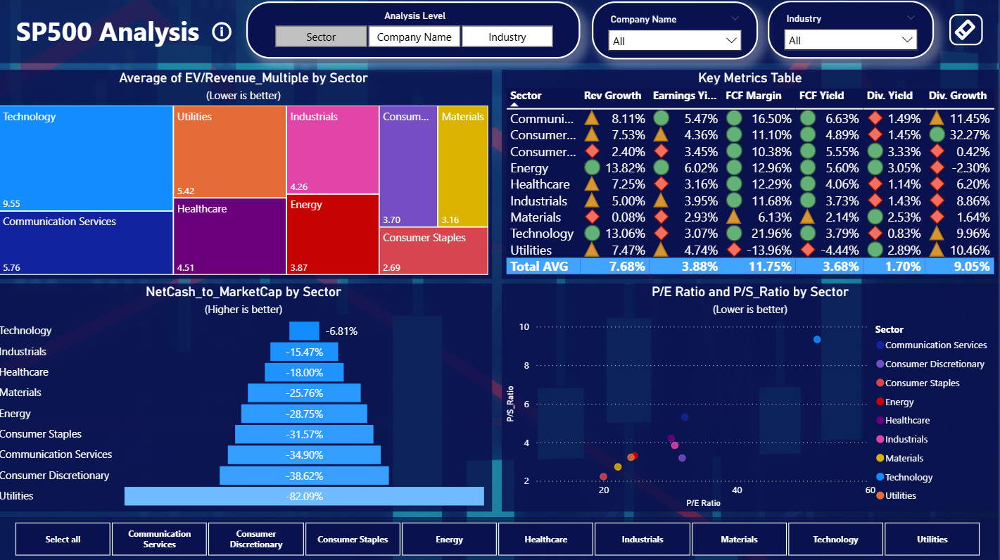 SP500 Analysis
Analysis Level
Sector
Company Name
Industry
Company Name
All
Industry
All
Average of EV/Revenue_Multiple by Sector
(Lower is better)
Technology
9.55
Communication Services
5.76
Utilities
5.42
Healthcare
4.51
Industrials
4.26
Energy
3.87
Consum...
3.70
Materials
3.16
Consumer Staples
2.69
Key Metrics Table
Sector Rev Growth Earnings Yi... FCF Margin FCF Yield Div. Yield Div. Growth
Communi... 8.11% 5.47% 16.50% 6.63% 1.49% 11.45%
Consumer... 7.53% 4.36% 11.10% 4.89% 1.45% 32.27%
Consumer... 2.40% 3.45% 10.38% 5.55% 3.33% 0.42%
Energy 13.82% 6.02% 12.96% 5.60% 3.05% -2.30%
Healthcare 7.25% 3.16% 12.29% 4.06% 1.14% 6.20%
Industrials 5.00% 3.95% 11.68% 3.73% 1.43% 8.86%
Materials 0.08% 2.93% 6.13% 2.14% 2.53% 1.64%
Technology 13.06% 3.07% 21.96% 3.79% 0.83% 9.96%
Utilities 7.47% 4.74% -13.96% -4.44% 2.89% 10.46%
Total AVG 7.68% 3.88% 11.75% 3.68% 1.70% 9.05%
NetCash_to_MarketCap by Sector
(Higher is better)
Technology -6.81%
Industrials -15.47%
Healthcare -18.00%
Materials -25.76%
Energy -28.75%
Consumer Staples -31.57%
Communication Services -34.90%
Consumer Discretionary -38.62%
Utilities -82.09%
P/E Ratio and P/S_Ratio by Sector
(Lower is better)
10
8
6
4
2
P/S_Ratio
20 40 60
P/E Ratio
Sector
Communication Services
Consumer Discretionary
Consumer Staples
Energy
Healthcare
Industrials
Materials
Technology
Utilities
Select all
Communication
Services
Consumer
Discretionary
Consumer Staples
Energy
Healthcare
Industrials
Materials
Technology
Utilities